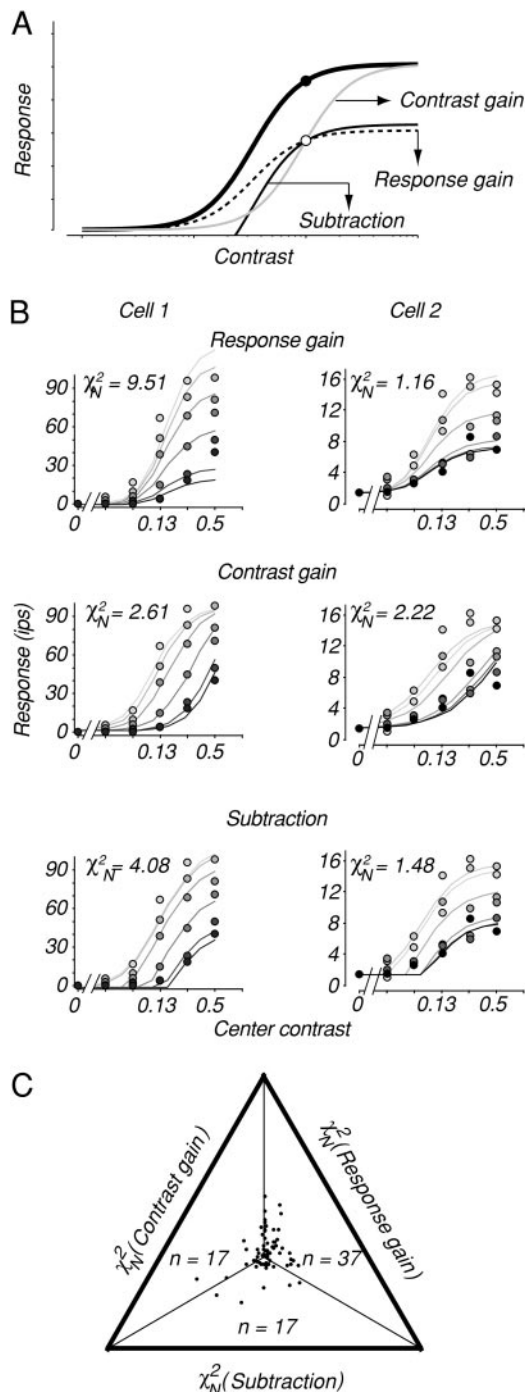 A
Response
Contrast gain
Response gain
Subtraction
Contrast
B
Cell 1 Cell 2
Response gain
90 60 30 0
χ²N = 9.51
0 0.13 0.5
16 12 8 4 0
χ²N = 1.16
0 0.13 0.5
Contrast gain
Response (ips)
90 60 30 0
χ²N = 2.61
0 0.13 0.5
16 12 8 4 0
χ²N = 2.22
0 0.13 0.5
Subtraction
90 60 30 0
χ²N = 4.08
0 0.13 0.5
16 12 8 4 0
χ²N = 1.48
0 0.13 0.5
Center contrast
C
χ²N (Contrast gain)
χ²N (Response gain)
n = 17 n = 37
n = 17
χ²N (Subtraction)